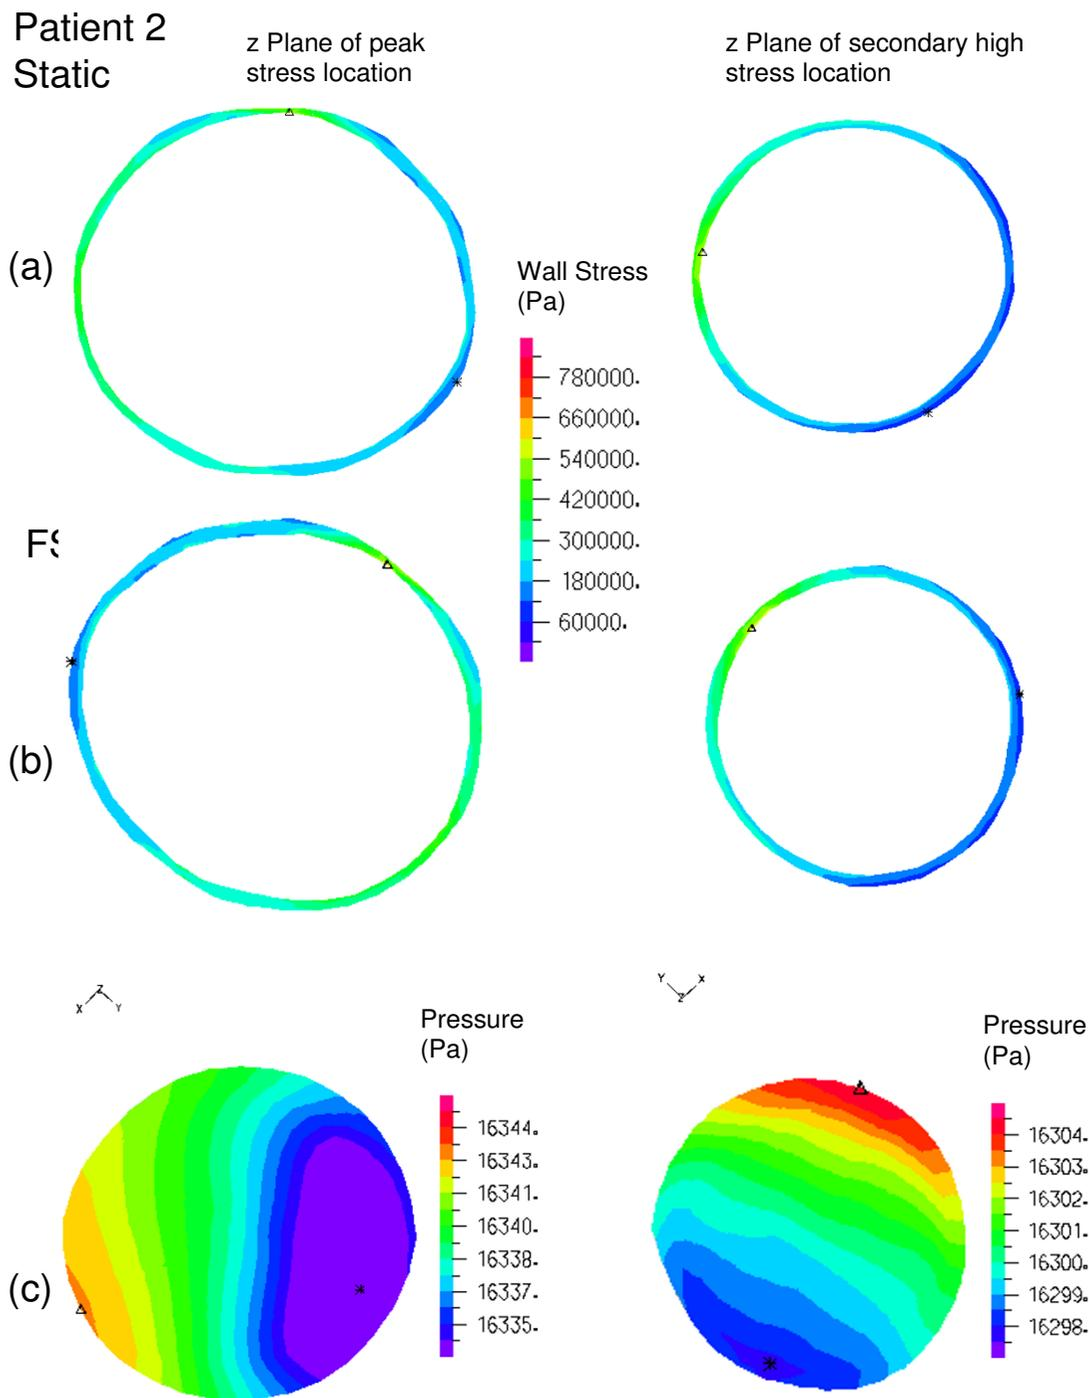 Patient 2
Static
z Plane of peak
stress location
z Plane of secondary high
stress location
(a)
Wall Stress
(Pa)
780000.
660000.
540000.
420000.
300000.
180000.
60000.
(b)
Z
X
Y
Y
X
Z
Pressure
(Pa)
16344.
16343.
16341.
16340.
16338.
16337.
16335.
Pressure
(Pa)
16304.
16303.
16302.
16301.
16300.
16299.
16298.
(c)